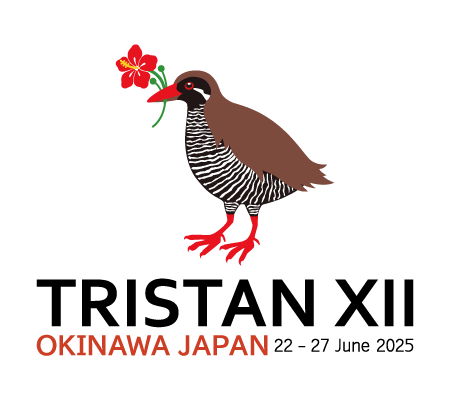 TRISTAN XII
OKINAWA JAPAN 22 – 27 June 2025